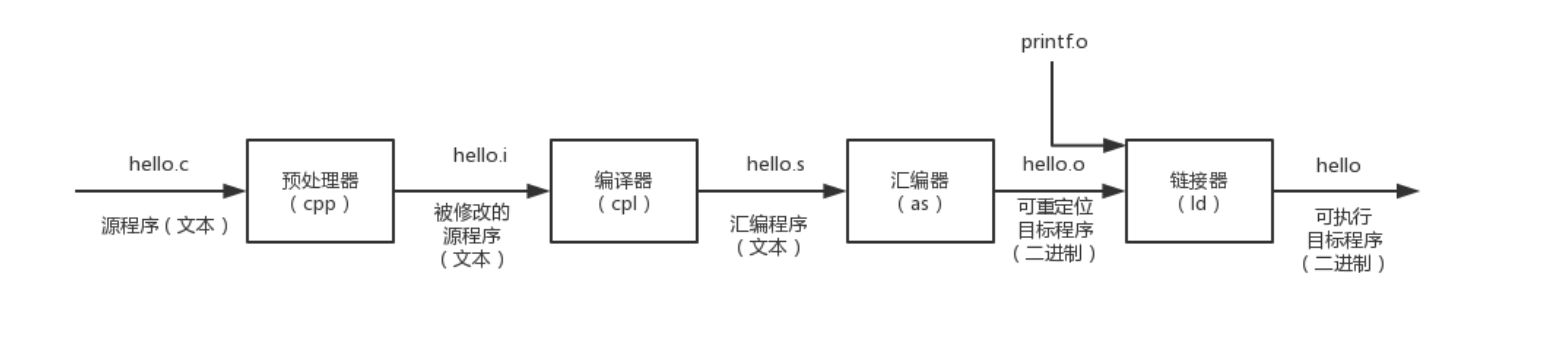 printf.o
hello.c
源程序（文本）
预处理器
（cpp）
hello.i
被修改的
源程序
（文本）
编译器
（cpl）
hello.s
汇编程序
（文本）
汇编器
（as）
hello.o
可重定位
目标程序
（二进制）
链接器
（ld）
hello
可执行
目标程序
（二进制）